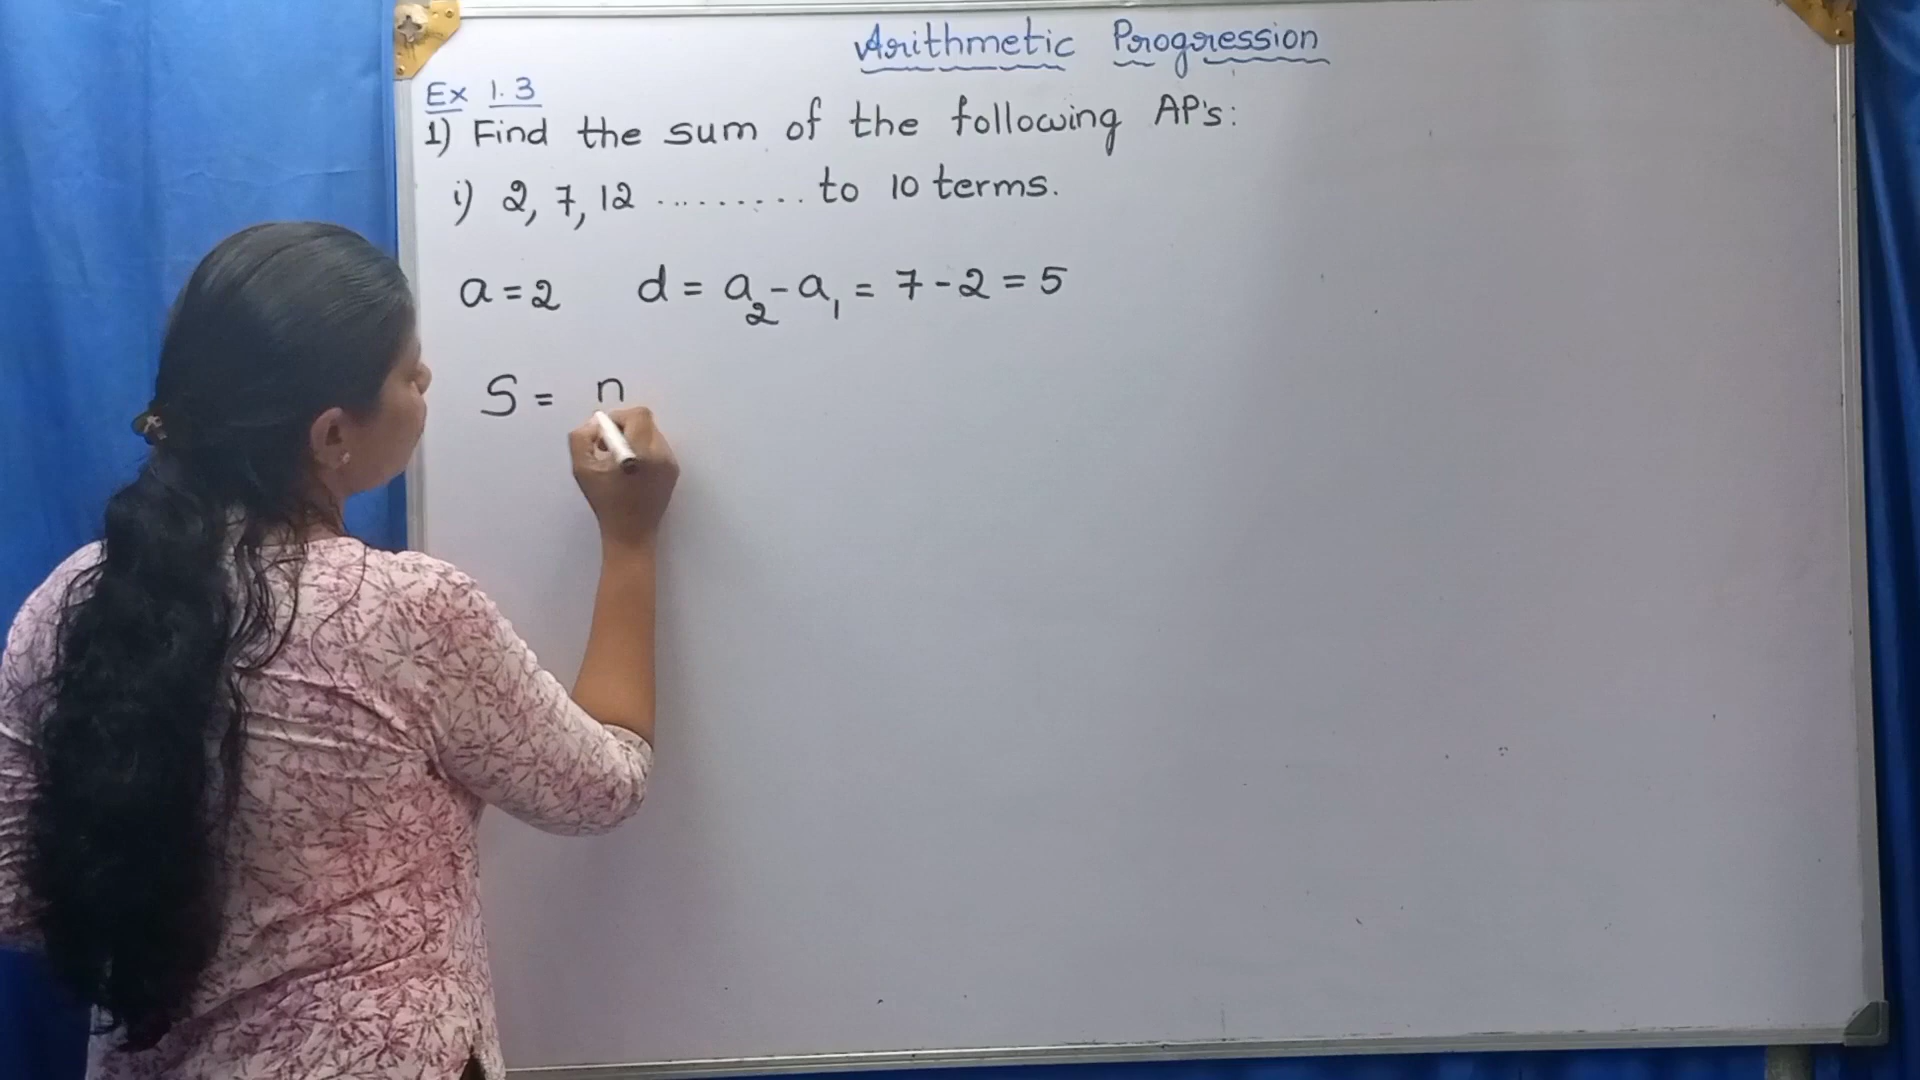 Arithmetic Progression
Ex 1.3
1) Find the sum of the following AP's:
i) 2, 7, 12 ......... to 10 terms.
a = 2 d = a₂ - a₁ = 7 - 2 = 5
S = n